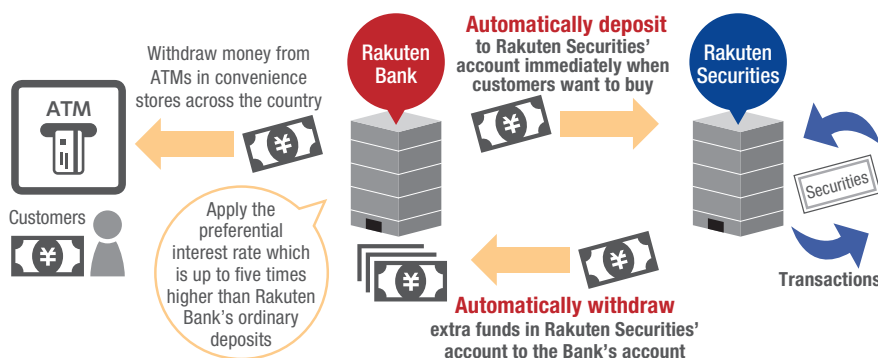 Withdraw money from
ATMs in convenience
stores across the country
ATM
Customers
¥
¥
Rakuten
Bank
Apply the
preferential
interest rate which
is up to five times
higher than Rakuten
Bank's ordinary
deposits
Automatically deposit
to Rakuten Securities'
account immediately when
customers want to buy
¥
Rakuten
Securities
Securities
Transactions
¥
¥
Automatically withdraw
extra funds in Rakuten Securities'
account to the Bank's account